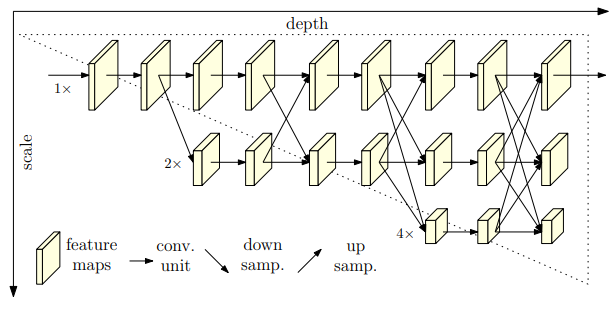 depth
1×
scale
2×
4×
feature
maps
conv.
unit
down
samp.
up
samp.